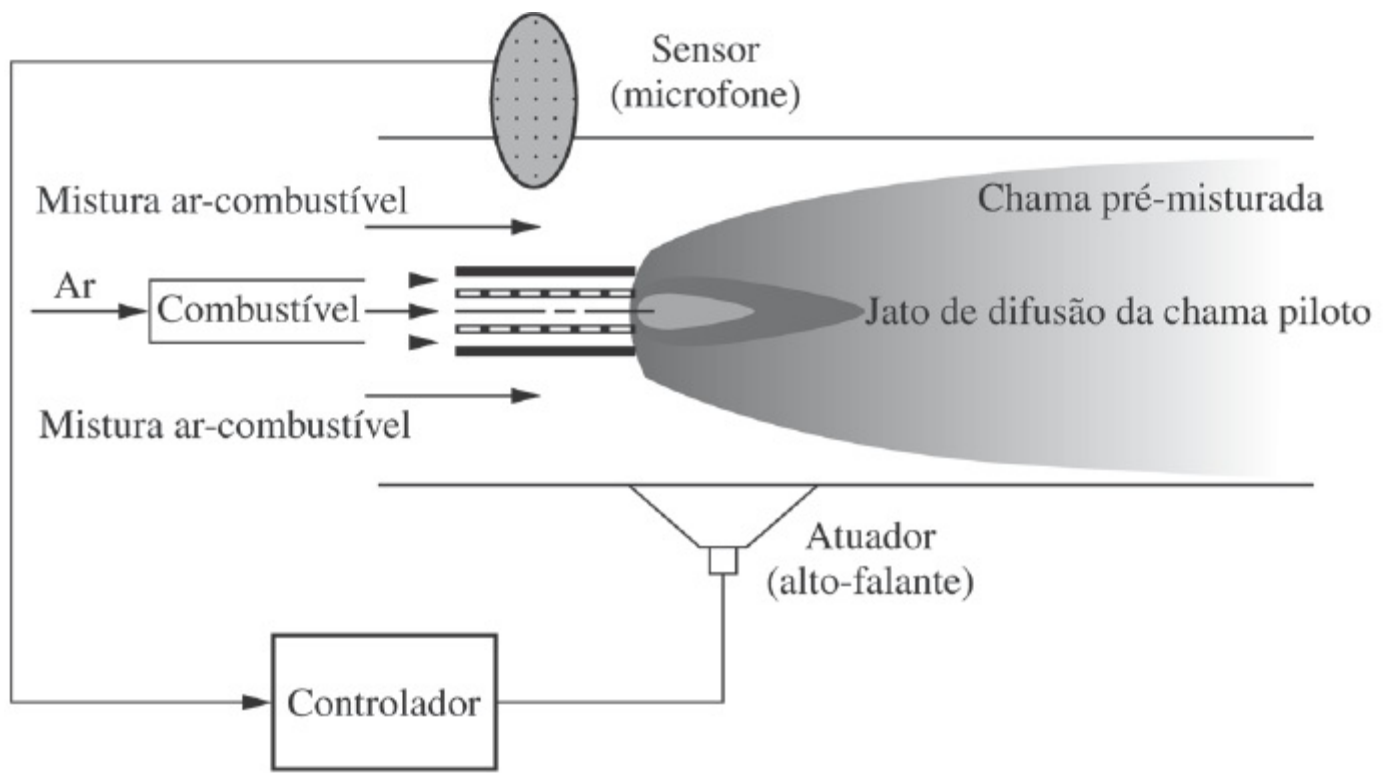 Sensor
(microfone)
Mistura ar-combustível
Chama pré-misturada
Ar
Combustível
Jato de difusão da chama piloto
Mistura ar-combustível
Atuador
(alto-falante)
Controlador